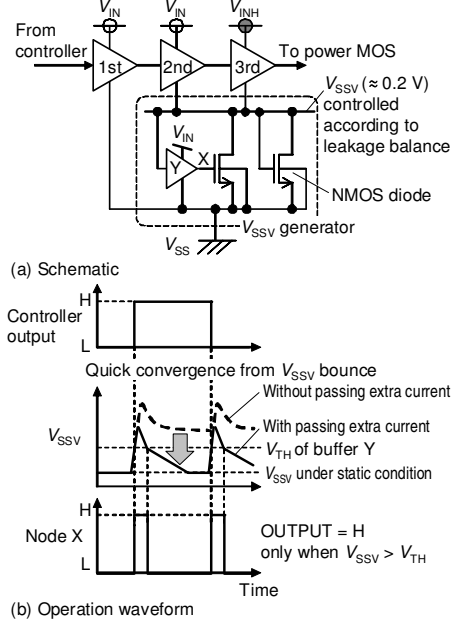 V_IN V_IN V_INH
From controller
1st 2nd 3rd
To power MOS
V_SSV (≈ 0.2 V)
controlled
according to
leakage balance
V_IN
Y X
NMOS diode
V_SSV generator
V_SS
(a) Schematic
H
Controller output
L
Quick convergence from V_SSV bounce
Without passing extra current
With passing extra current
V_SSV
V_TH of buffer Y
V_SSV under static condition
H
Node X
L
OUTPUT = H
only when V_SSV > V_TH
Time
(b) Operation waveform